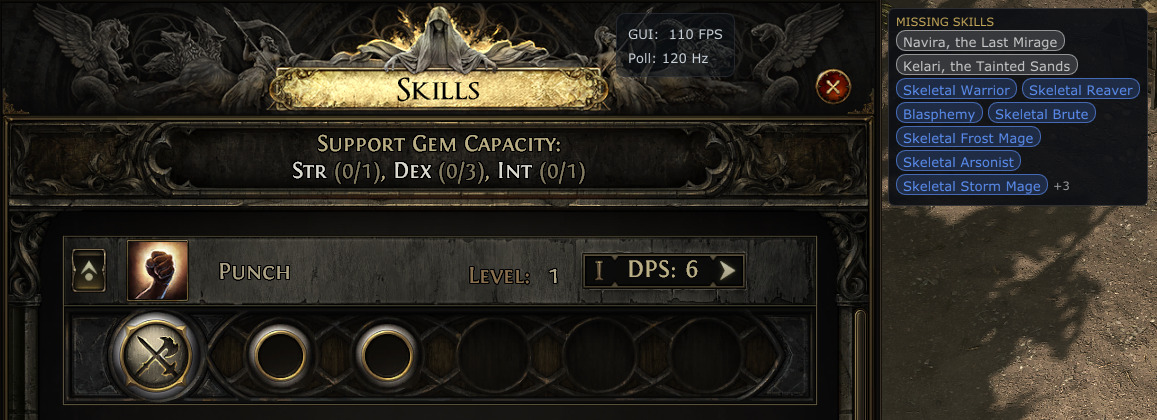 GUI: 110 FPS
Poll: 120 Hz
SKILLS
SUPPORT GEM CAPACITY:
STR (0/1), DEX (0/3), INT (0/1)
PUNCH
LEVEL: 1
DPS: 6
MISSING SKILLS
Navira, the Last Mirage
Kelari, the Tainted Sands
Skeletal Warrior Skeletal Reaver
Blasphemy Skeletal Brute
Skeletal Frost Mage
Skeletal Arsonist
Skeletal Storm Mage +3